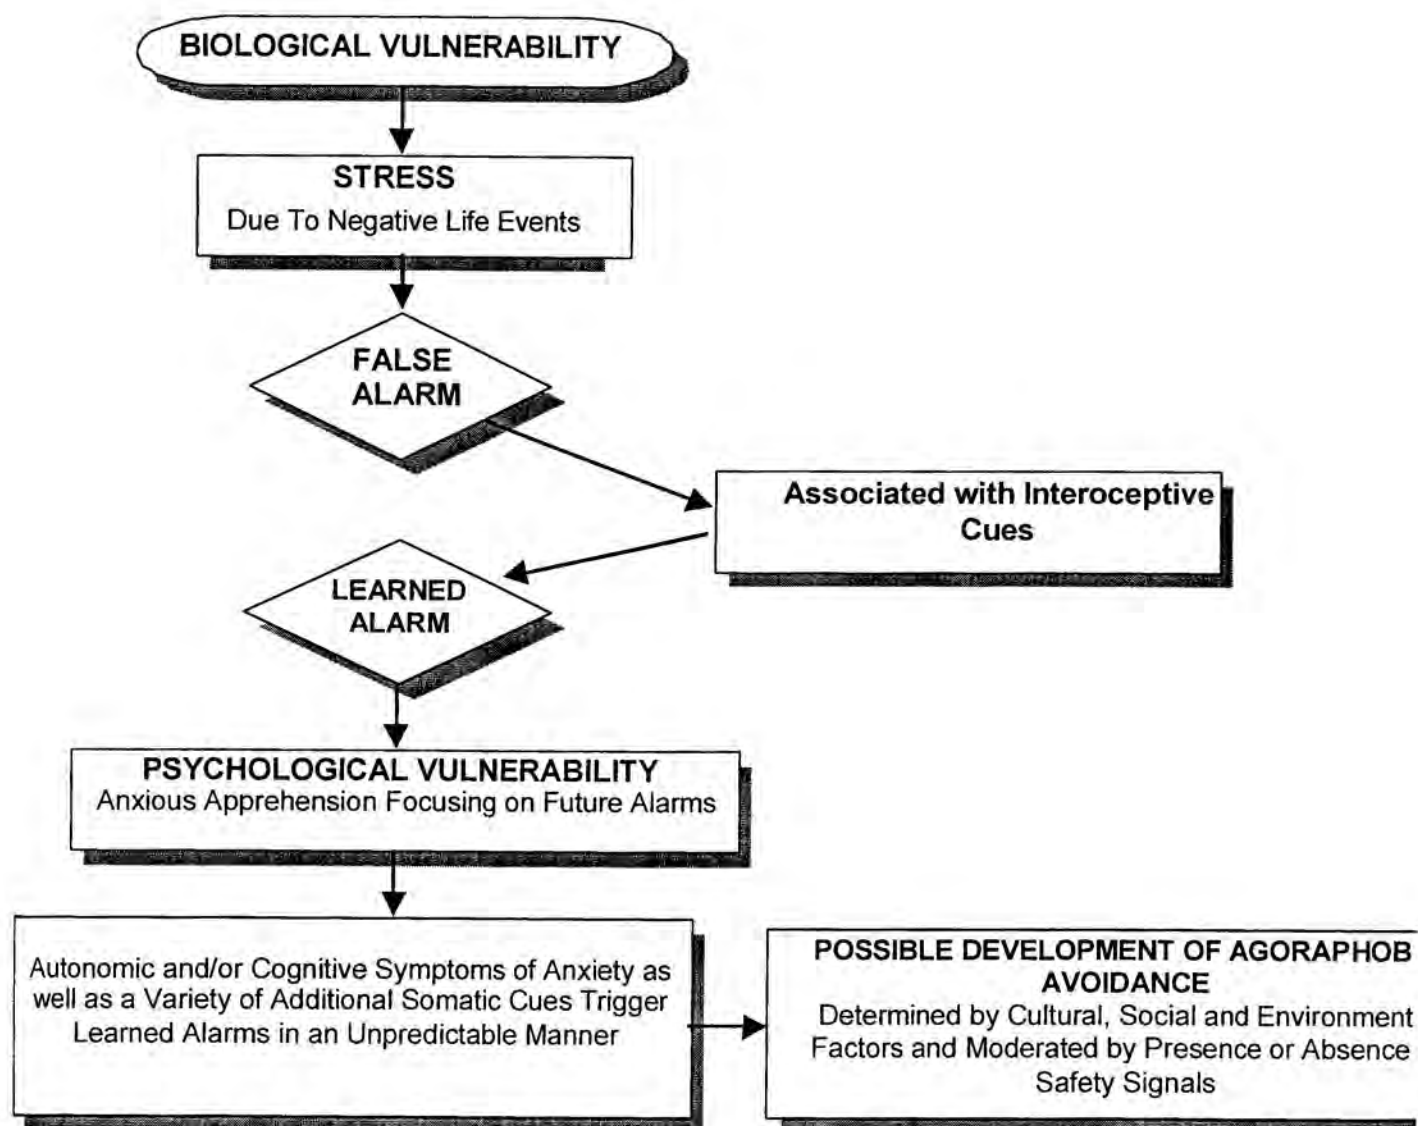 BIOLOGICAL VULNERABILITY
STRESS
Due To Negative Life Events
FALSE
ALARM
Associated with Interoceptive
Cues
LEARNED
ALARM
PSYCHOLOGICAL VULNERABILITY
Anxious Apprehension Focusing on Future Alarms
Autonomic and/or Cognitive Symptoms of Anxiety as
well as a Variety of Additional Somatic Cues Trigger
Learned Alarms in an Unpredictable Manner
POSSIBLE DEVELOPMENT OF AGORAPHOB
AVOIDANCE
Determined by Cultural, Social and Environment
Factors and Moderated by Presence or Absence
Safety Signals